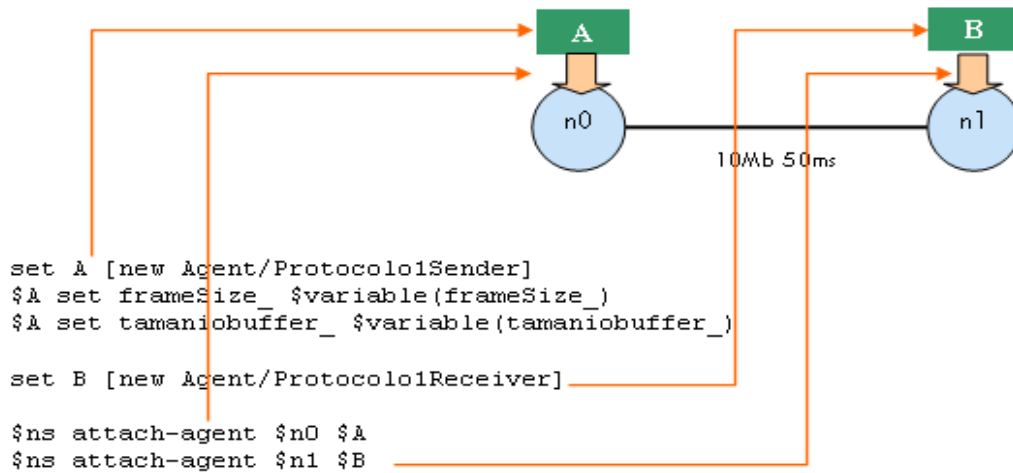 A
B
n0
n1
10Mb 50ms
set A [new Agent/Protocolo1Sender]
$A set frameSize_ $variable(frameSize_)
$A set tamaniobuffer_ $variable(tamaniobuffer_)
set B [new Agent/Protocolo1Receiver]
$ns attach-agent $n0 $A
$ns attach-agent $n1 $B